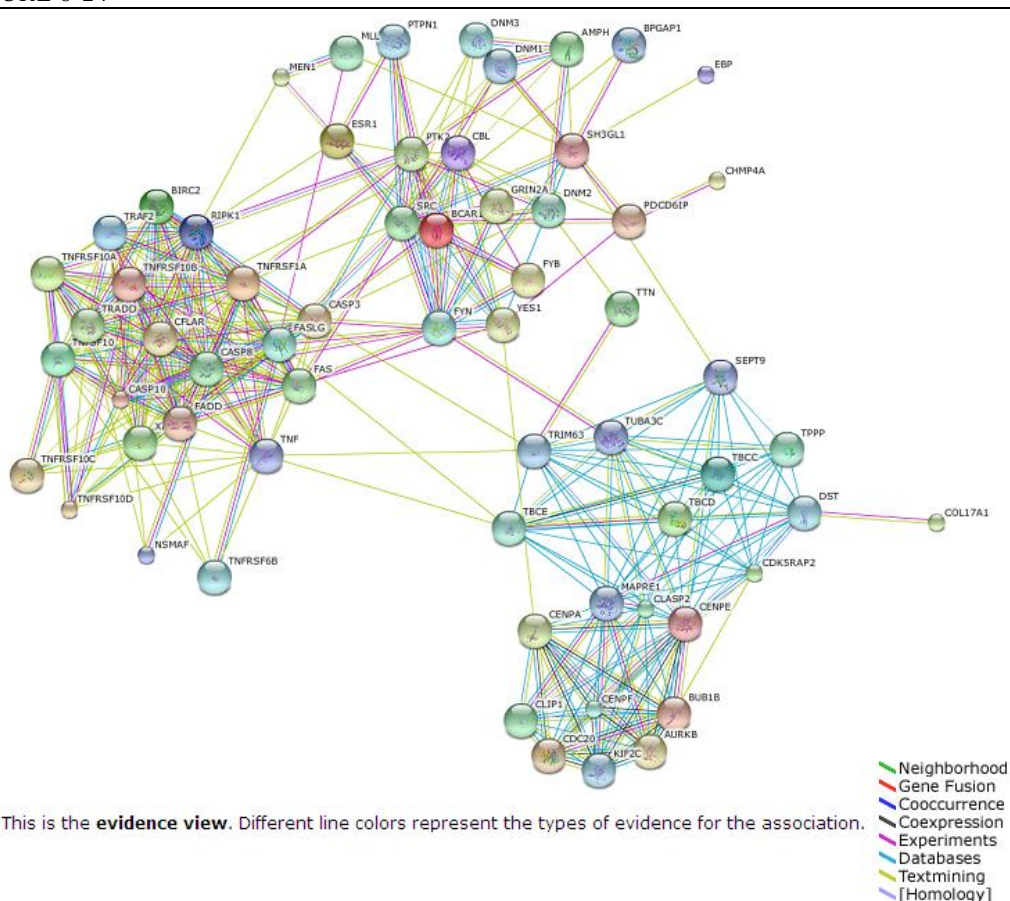 PTPN1
DNM3
AMPH
BPGAP1
MLL
DNM1
EBP
MEN1
ESR1
PTK2
CBL
SH3GL1
CHMP4A
GRIN2A
DNM2
BIRC2
SRC
BCAR1
PDCD6IP
TRAF2
RIPK1
TNFRSF10A
TNFRSF10B
TNFRSF1A
FYB
TTN
TRADD
CASP3
CFLAR
FASLG
FYN
YES1
CASP8
FAS
SEPT9
CASP10
FADD
TNF
TRIM63
TUBA3C
TPPP
TNFRSF10C
TBCC
TNFRSF10D
TBCE
TBCD
DST
COL17A1
NSMAF
TNFRSF6B
CDK5RAP2
MAPRE1
CLASP2
CENPA
CENPE
CLIP1
CENPF
BUB1B
CDC20
KIF2C
AURKB
Neighborhood
Gene Fusion
Cooccurrence
This is the evidence view. Different line colors represent the types of evidence for the association.
Coexpression
Experiments
Databases
Textmining
[Homology]